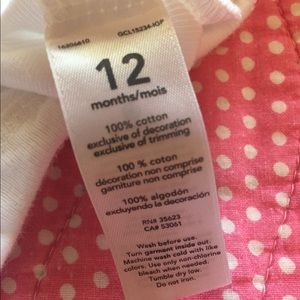 GCL15234-IOP
12
months/mois
100% cotton
exclusive of decoration
exclusive of trimming
100 % coton
décoration non comprise
garniture non comprise
100% algodón
excluyendo la decoración
RN# 35623
CA# 53061
Wash before use.
Turn garment inside out.
Machine wash cold with like
colors. Use only non-chlorine
bleach when needed.
Tumble dry low.
Do not iron.